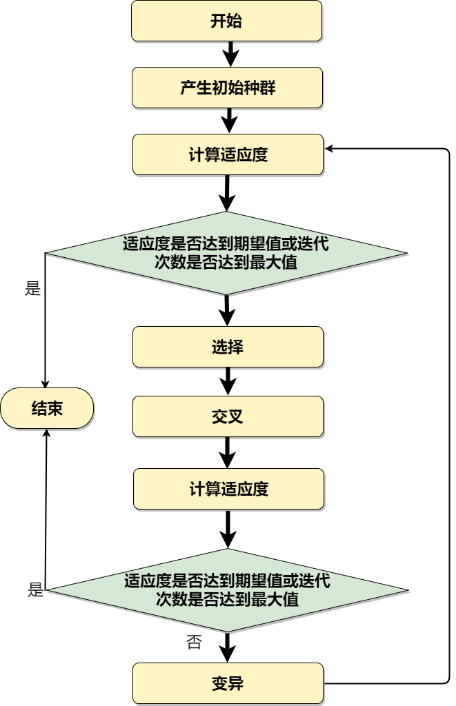 开始
产生初始种群
计算适应度
适应度是否达到期望值或迭代
次数是否达到最大值
是
选择
结束
交叉
计算适应度
适应度是否达到期望值或迭代
次数是否达到最大值
是
否
变异